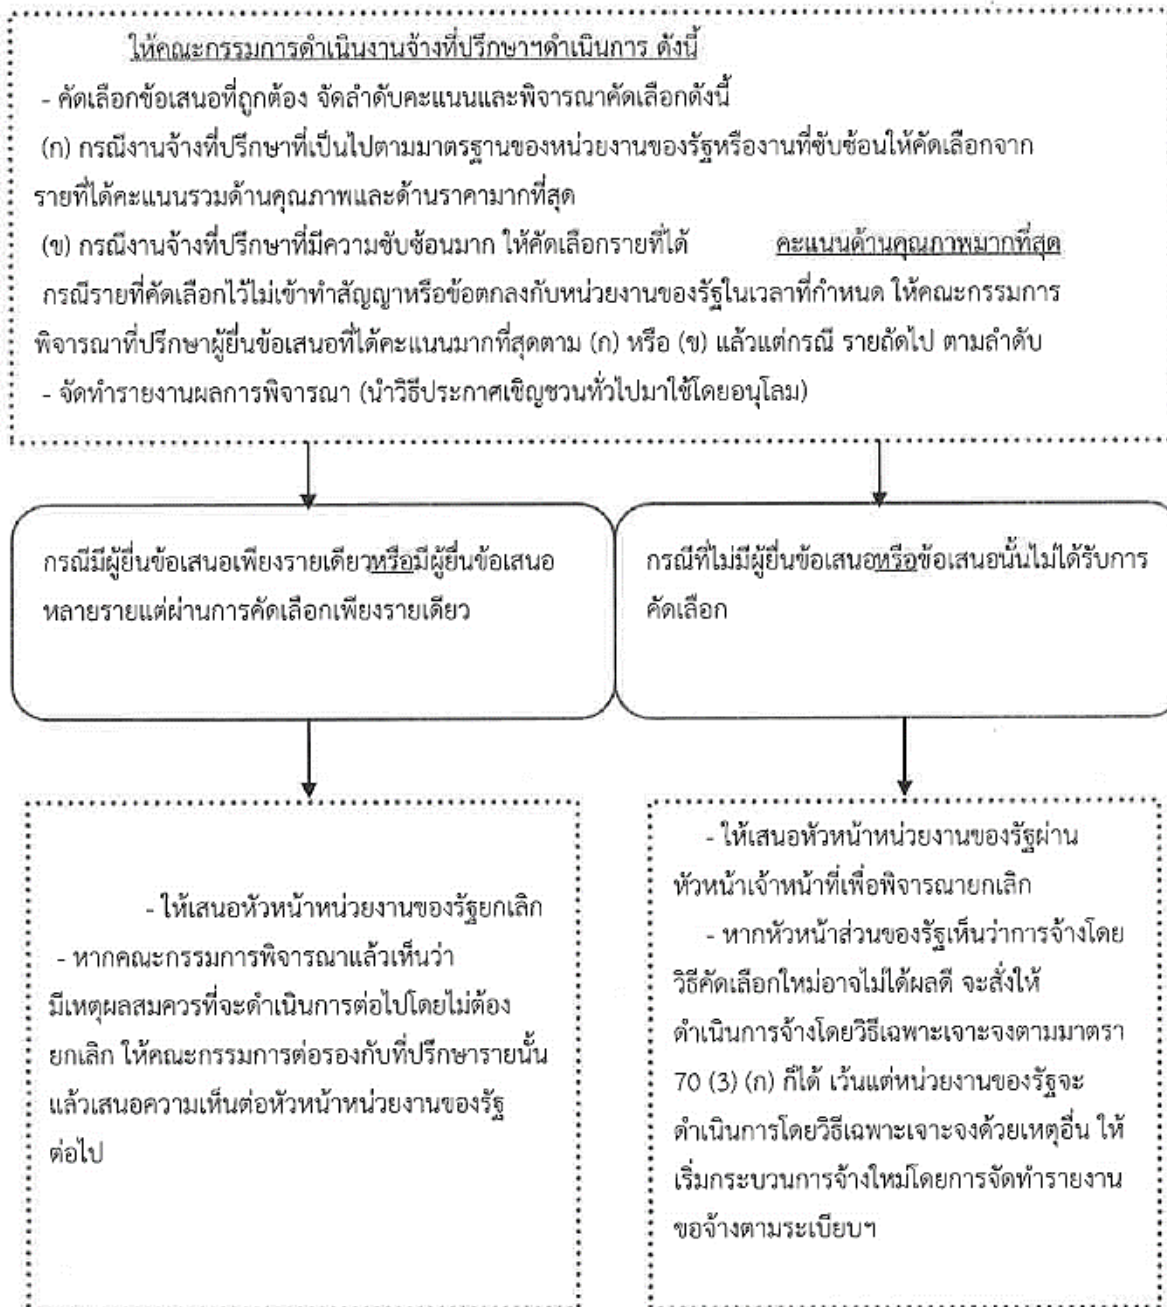 ให้คณะกรรมการดำเนินงานจ้างที่ปรึกษาฯดำเนินการ ดังนี้
- คัดเลือกข้อเสนอที่ถูกต้อง จัดลำดับคะแนนและพิจารณาคัดเลือกดังนี้
(ก) กรณีงานจ้างที่ปรึกษาที่เป็นไปตามมาตรฐานของหน่วยงานของรัฐหรืองานที่ซับซ้อนให้คัดเลือกจาก
รายที่ได้คะแนนรวมด้านคุณภาพและด้านราคามากที่สุด
(ข) กรณีงานจ้างที่ปรึกษาที่มีความซับซ้อนมาก ให้คัดเลือกรายที่ได้ คะแนนด้านคุณภาพมากที่สุด
กรณีรายที่คัดเลือกไว้ไม่เข้าทำสัญญาหรือข้อตกลงกับหน่วยงานของรัฐในเวลาที่กำหนด ให้คณะกรรมการ
พิจารณาที่ปรึกษาผู้ยื่นข้อเสนอที่ได้คะแนนมากที่สุดตาม (ก) หรือ (ข) แล้วแต่กรณี รายถัดไป ตามลำดับ
- จัดทำรายงานผลการพิจารณา (นำวิธีประกาศเชิญชวนทั่วไปมาใช้โดยอนุโลม)
กรณีมีผู้ยื่นข้อเสนอเพียงรายเดียวหรือมีผู้ยื่นข้อเสนอ
หลายรายแต่ผ่านการคัดเลือกเพียงรายเดียว
กรณีที่ไม่มีผู้ยื่นข้อเสนอหรือข้อเสนอนั้นไม่ได้รับการ
คัดเลือก
- ให้เสนอหัวหน้าหน่วยงานของรัฐยกเลิก
- หากคณะกรรมการพิจารณาแล้วเห็นว่า
มีเหตุผลสมควรที่จะดำเนินการต่อไปโดยไม่ต้อง
ยกเลิก ให้คณะกรรมการต่อรองกับที่ปรึกษารายนั้น
แล้วเสนอความเห็นต่อหัวหน้าหน่วยงานของรัฐ
ต่อไป
- ให้เสนอหัวหน้าหน่วยงานของรัฐผ่าน
หัวหน้าเจ้าหน้าที่เพื่อพิจารณายกเลิก
- หากหัวหน้าส่วนของรัฐเห็นว่าการจ้างโดย
วิธีคัดเลือกใหม่อาจไม่ได้ผลดี จะสั่งให้
ดำเนินการจ้างโดยวิธีเฉพาะเจาะจงตามมาตรา
70 (3) (ก) ก็ได้ เว้นแต่หน่วยงานของรัฐจะ
ดำเนินการโดยวิธีเฉพาะเจาะจงด้วยเหตุอื่น ให้
เริ่มกระบวนการจ้างใหม่โดยการจัดทำรายงาน
ขอจ้างตามระเบียบฯ